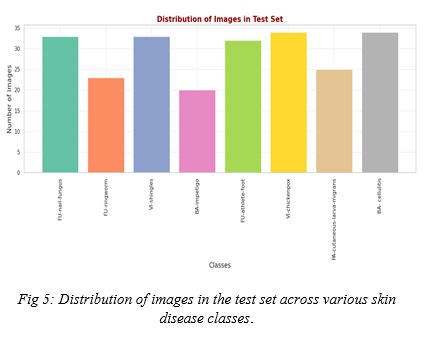 Distribution of Images in Test Set
Number of Images
35
30
25
20
15
10
5
0
FU-nail-fungus
FU-ringworm
VI-shingles
BA-impetigo
FU-athlete-foot
VI-chickenpox
PA-cutaneous-larva-migrans
BA- cellulitis
Classes
Fig 5: Distribution of images in the test set across various skin
disease classes.